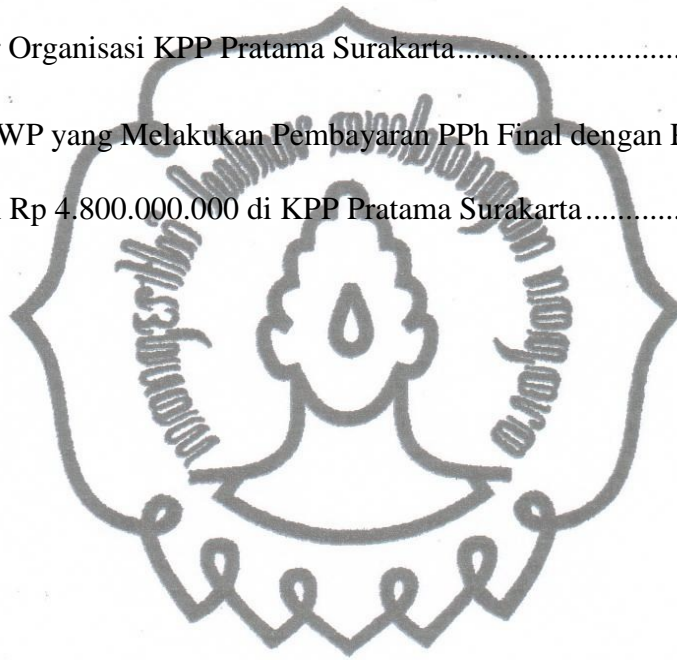 Organisasi KPP Pratama Surakarta............................
WP yang Melakukan Pembayaran PPh Final dengan
Rp 4.800.000.000 di KPP Pratama Surakarta............